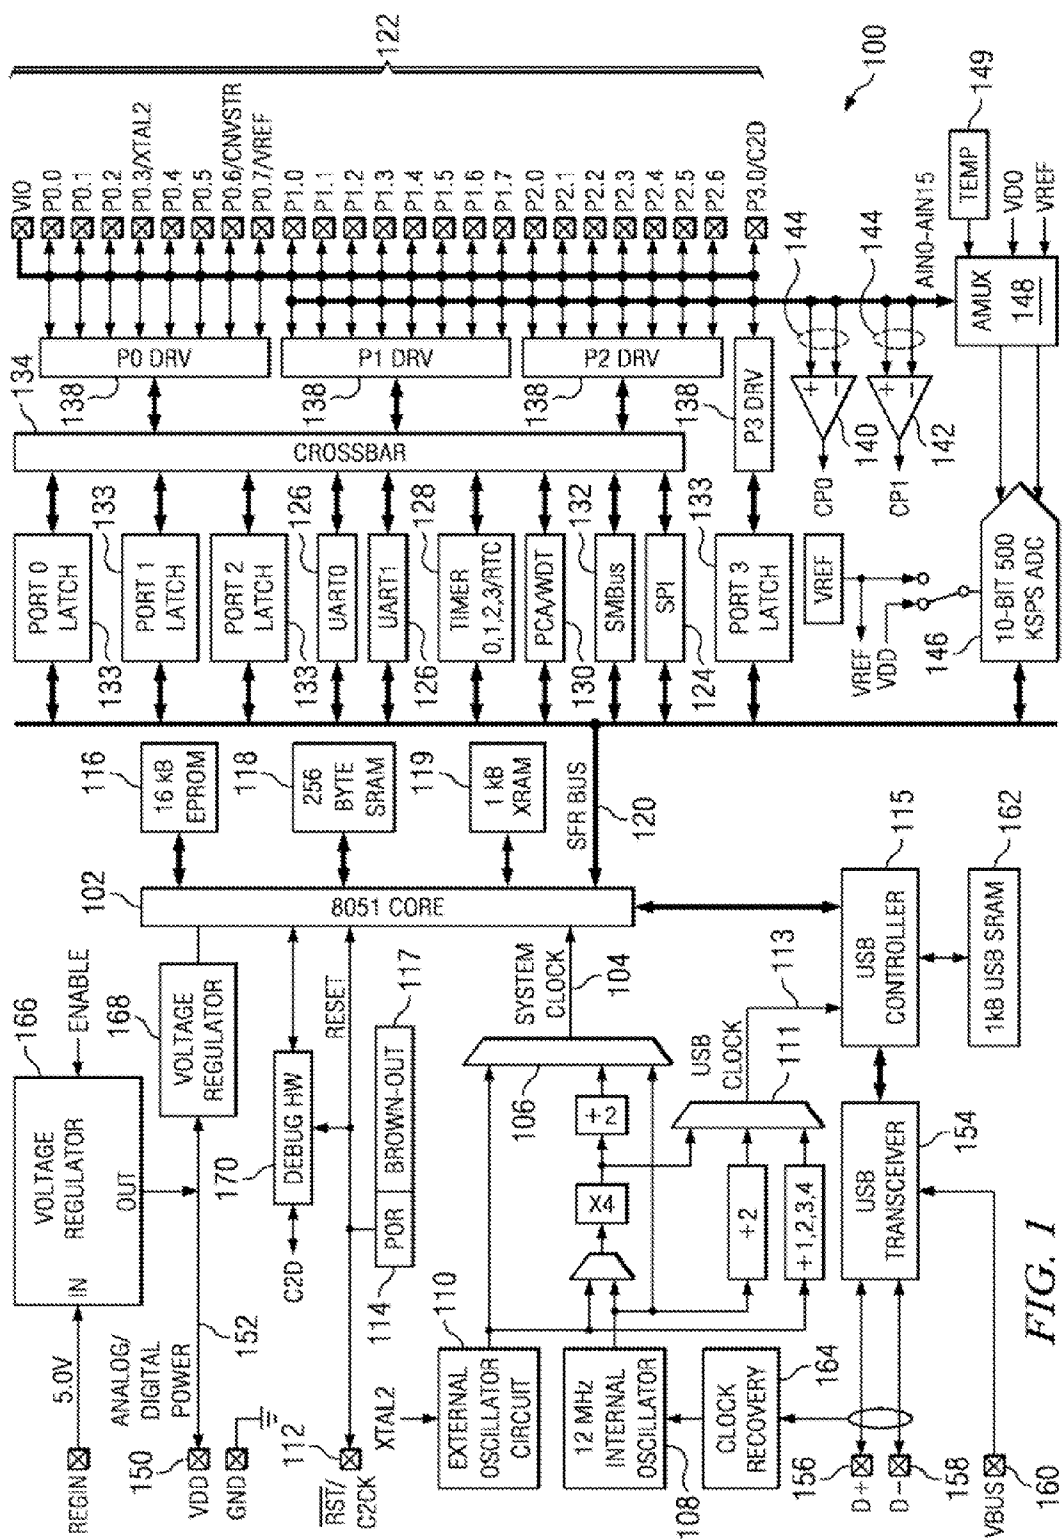 REGIN
5.0V
IN
VOLTAGE
REGULATOR
OUT
166
ENABLE
ANALOG/
DIGITAL
POWER
152
150
VDD
GND
VOLTAGE
REGULATOR
168
112
RST/
C2CK
C2D
DEBUG HW
170
RESET
POR
BROWN-OUT
114
117
102
8051 CORE
116
16 kB
EPROM
118
256
BYTE
SRAM
119
1 kB
XRAM
SFR BUS
120
XTAL2
EXTERNAL
OSCILLATOR
CIRCUIT
110
12 MHz
INTERNAL
OSCILLATOR
108
CLOCK
RECOVERY
164
X4
÷2
106
SYSTEM
CLOCK
104
÷2
÷1,2,3,4
111
USB
CLOCK
113
156
D+
D−
158
VBUS
160
USB
TRANSCEIVER
154
USB
CONTROLLER
115
1kB USB SRAM
162
PORT 0
LATCH
133
PORT 1
LATCH
133
PORT 2
LATCH
133
UART0
126
UART1
126
TIMER
0,1,2,3/RTC
128
PCA/WDT
130
SMBus
132
SPI
124
PORT 3
LATCH
133
CROSSBAR
134
P0 DRV
138
P1 DRV
138
P2 DRV
138
P3 DRV
138
VIO
P0.0
P0.1
P0.2
P0.3/XTAL2
P0.4
P0.5
P0.6/CNVSTR
P0.7/VREF
P1.0
P1.1
P1.2
P1.3
P1.4
P1.5
P1.6
P1.7
P2.0
P2.1
P2.2
P2.3
P2.4
P2.5
P2.6
P3.0/C2D
122
100
VREF
VREF
VDD
146
10-BIT 500
KSPS ADC
CP0
+
−
140
144
CP1
+
−
142
144
AIN0-AIN15
AMUX
148
TEMP
149
VDD
VREF
FIG. 1